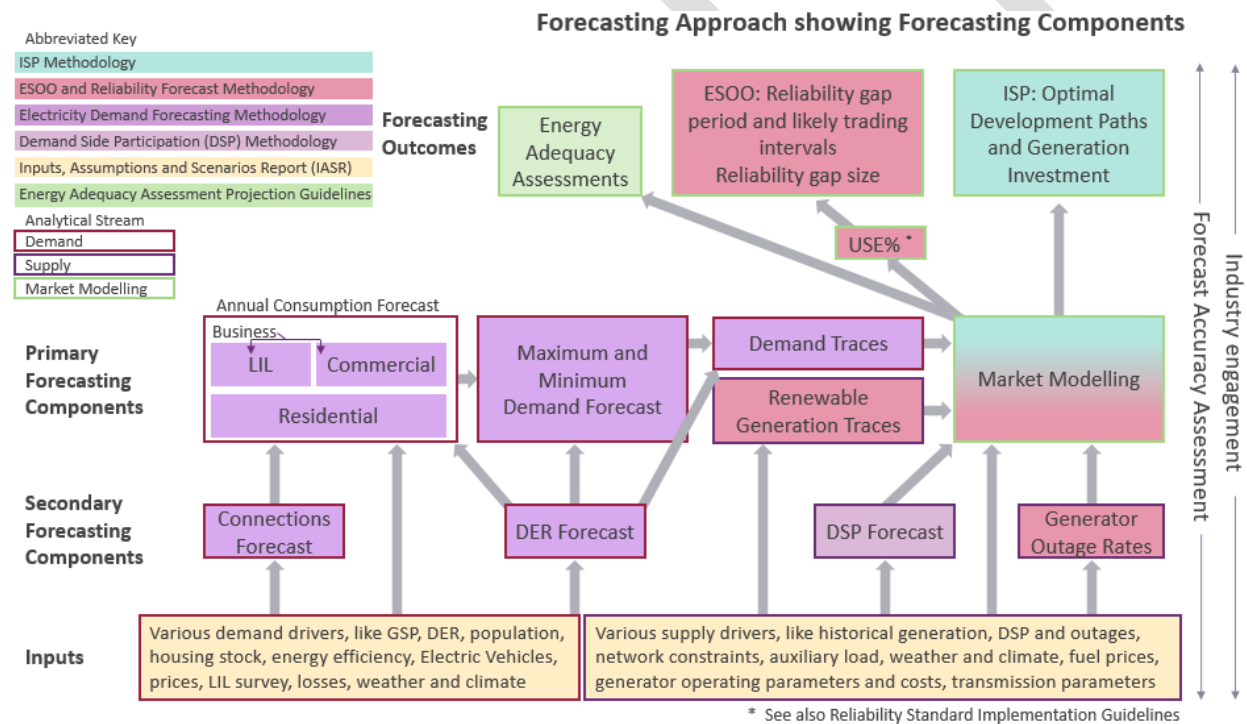 Forecasting Approach showing Forecasting Components
Abbreviated Key
ISP Methodology
ESOO and Reliability Forecast Methodology
Electricity Demand Forecasting Methodology
Demand Side Participation (DSP) Methodology
Inputs, Assumptions and Scenarios Report (IASR)
Energy Adequacy Assessment Projection Guidelines
Analytical Stream
Demand
Supply
Market Modelling
Forecasting
Outcomes
Energy
Adequacy
Assessments
ESOO: Reliability gap
period and likely trading
intervals
Reliability gap size
ISP: Optimal
Development Paths
and Generation
Investment
USE% *
Primary
Forecasting
Components
Annual Consumption Forecast
Business
LIL
Commercial
Residential
Maximum and
Minimum
Demand Forecast
Demand Traces
Renewable
Generation Traces
Market Modelling
Secondary
Forecasting
Components
Connections
Forecast
DER Forecast
DSP Forecast
Generator
Outage Rates
Inputs
Various demand drivers, like GSP, DER, population,
housing stock, energy efficiency, Electric Vehicles,
prices, LIL survey, losses, weather and climate
Various supply drivers, like historical generation, DSP and outages,
network constraints, auxiliary load, weather and climate, fuel prices,
generator operating parameters and costs, transmission parameters
* See also Reliability Standard Implementation Guidelines
Forecast Accuracy Assessment
Industry engagement